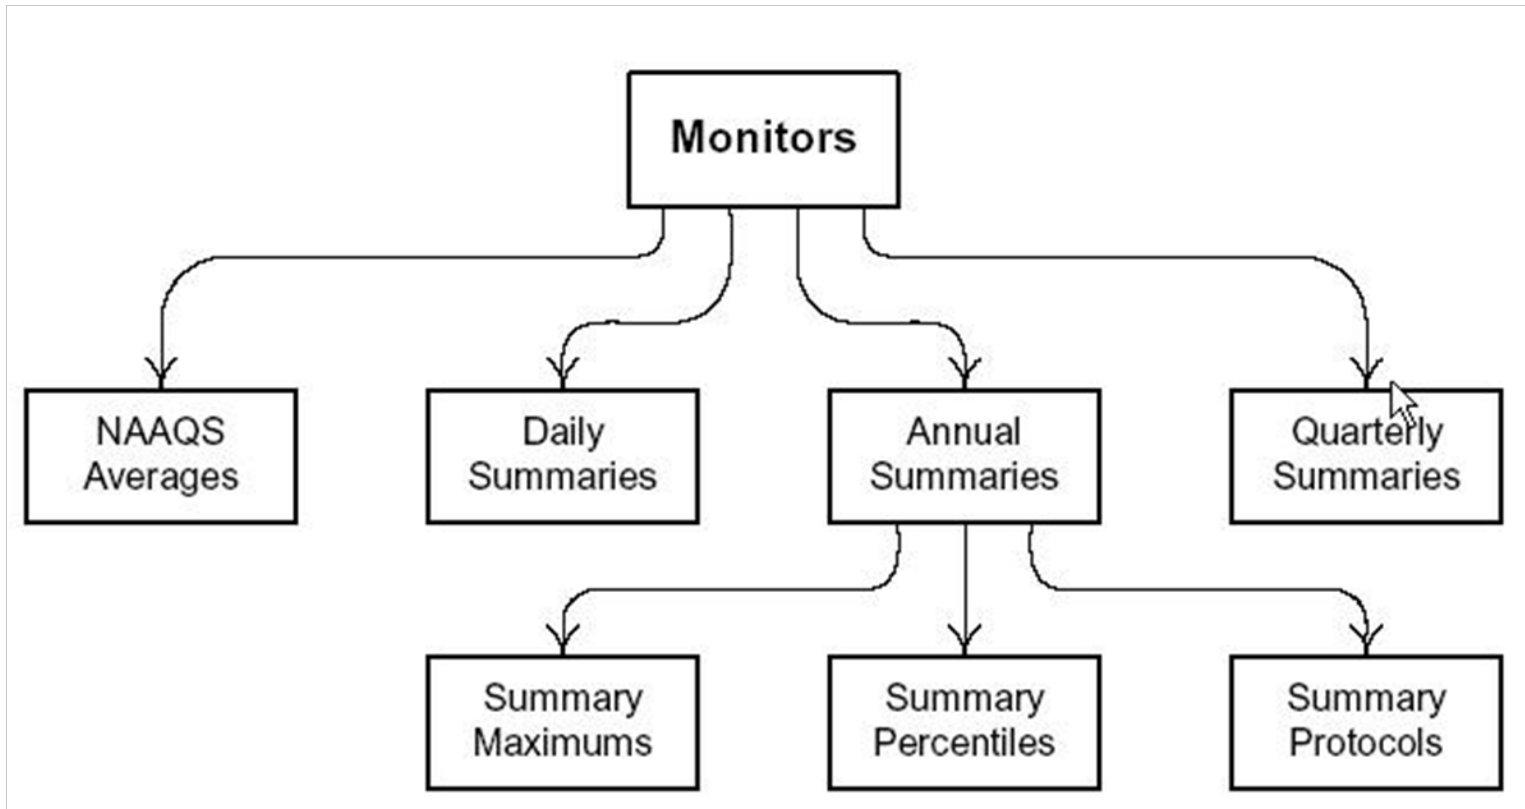 Monitors
NAAQS
Averages
Daily
Summaries
Annual
Summaries
Quarterly
Summaries
Summary
Maximums
Summary
Percentiles
Summary
Protocols